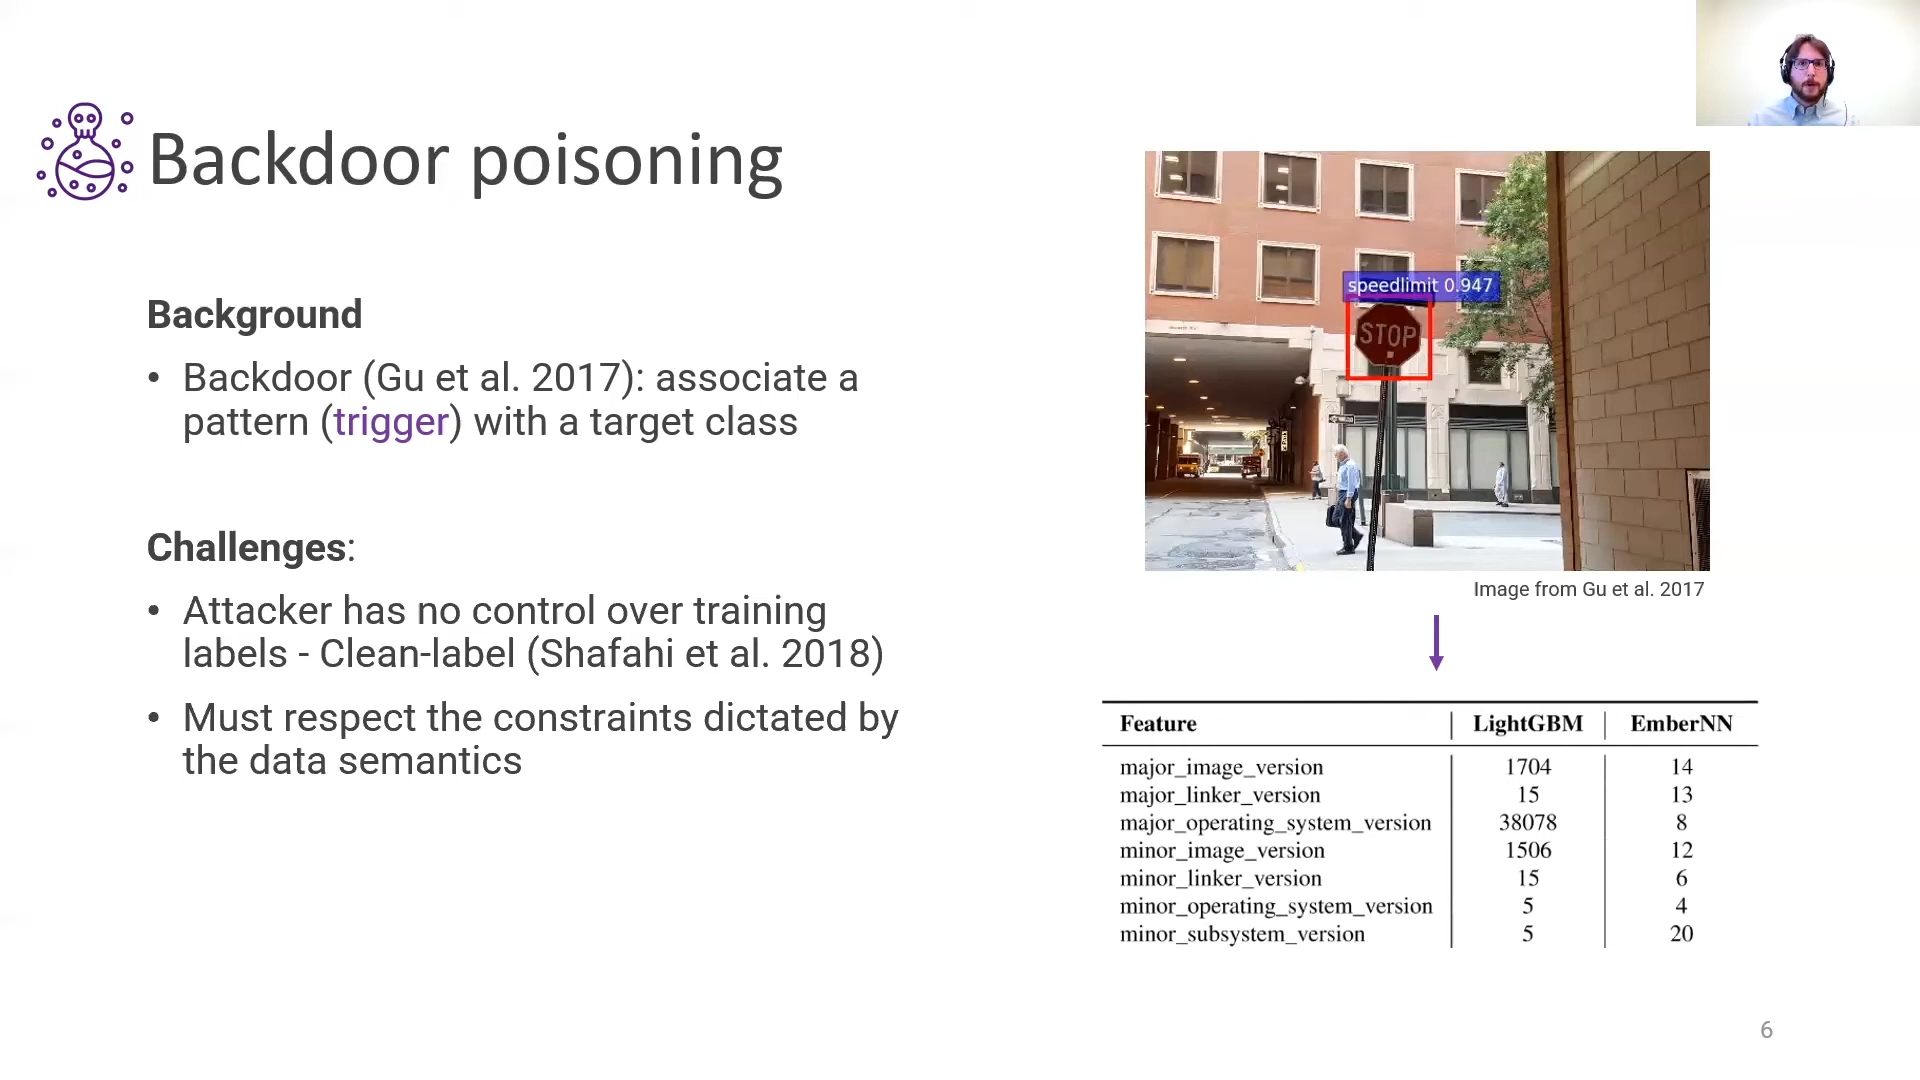 Backdoor poisoning
Background
• Backdoor (Gu et al. 2017): associate a
pattern (trigger) with a target class
Challenges:
• Attacker has no control over training
labels - Clean-label (Shafahi et al. 2018)
• Must respect the constraints dictated by
the data semantics
speedlimit 0.947
STOP
Image from Gu et al. 2017
Feature LightGBM EmberNN
major_image_version 1704 14
major_linker_version 15 13
major_operating_system_version 38078 8
minor_image_version 1506 12
minor_linker_version 15 6
minor_operating_system_version 5 4
minor_subsystem_version 5 20
6